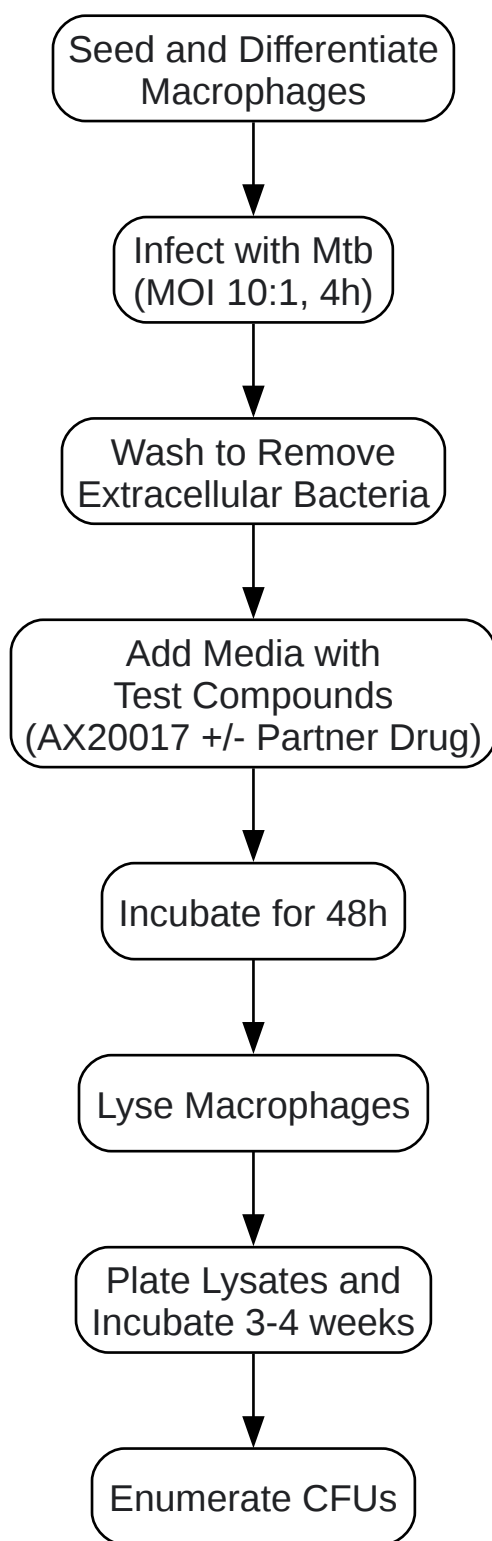 Seed and Differentiate
Macrophages
Infect with Mtb
(MOI 10:1, 4h)
Wash to Remove
Extracellular Bacteria
Add Media with
Test Compounds
(AX20017 +/- Partner Drug)
Incubate for 48h
Lyse Macrophages
Plate Lysates and
Incubate 3-4 weeks
Enumerate CFUs